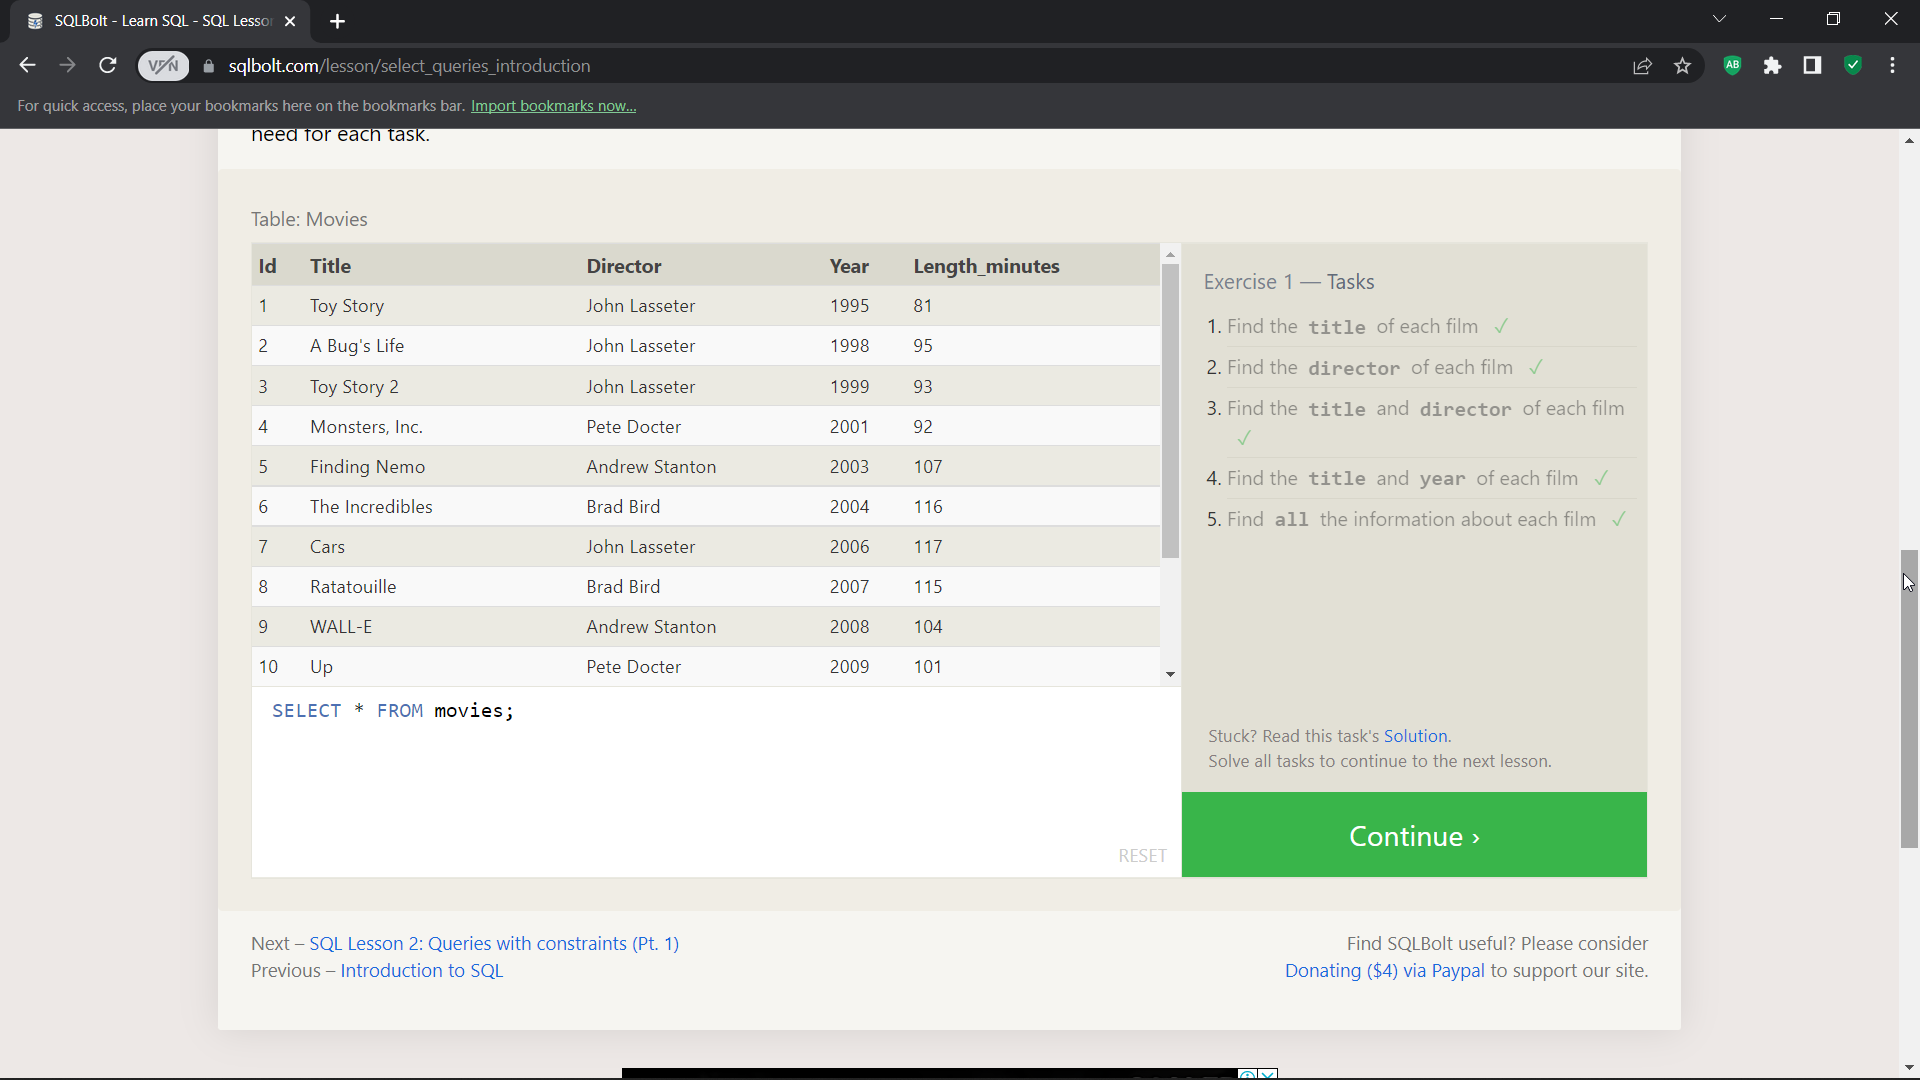 SQLBolt - Learn SQL - SQL Lesso
VPN
sqlbolt.com/lesson/select_queries_introduction
AB
For quick access, place your bookmarks here on the bookmarks bar. Import bookmarks now...
need for each task.
Table: Movies
Id Title Director Year Length_minutes
1 Toy Story John Lasseter 1995 81
2 A Bug's Life John Lasseter 1998 95
3 Toy Story 2 John Lasseter 1999 93
4 Monsters, Inc. Pete Docter 2001 92
5 Finding Nemo Andrew Stanton 2003 107
6 The Incredibles Brad Bird 2004 116
7 Cars John Lasseter 2006 117
8 Ratatouille Brad Bird 2007 115
9 WALL-E Andrew Stanton 2008 104
10 Up Pete Docter 2009 101
SELECT * FROM movies;
RESET
Exercise 1 — Tasks
1. Find the title of each film ✓
2. Find the director of each film ✓
3. Find the title and director of each film
✓
4. Find the title and year of each film ✓
5. Find all the information about each film ✓
Stuck? Read this task's Solution.
Solve all tasks to continue to the next lesson.
Continue ›
Next – SQL Lesson 2: Queries with constraints (Pt. 1)
Previous – Introduction to SQL
Find SQLBolt useful? Please consider
Donating ($4) via Paypal to support our site.